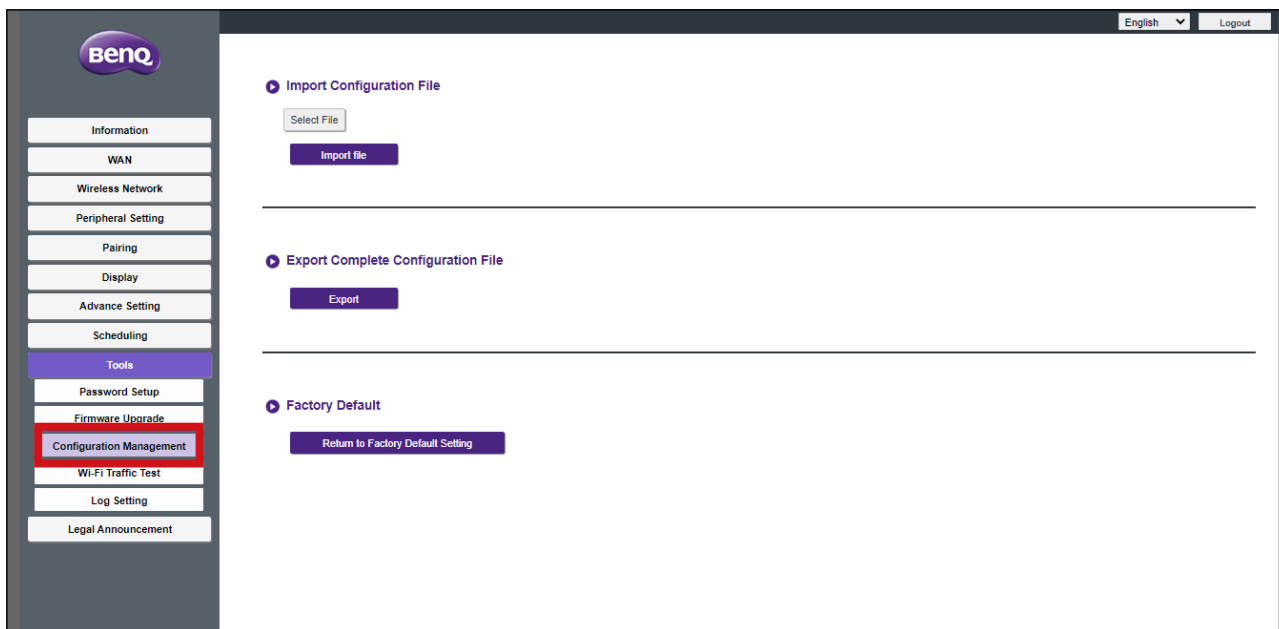 English
Logout
BenQ
Information
WAN
Wireless Network
Peripheral Setting
Pairing
Display
Advance Setting
Scheduling
Tools
Password Setup
Firmware Upgrade
Configuration Management
Wi-Fi Traffic Test
Log Setting
Legal Announcement
Import Configuration File
Select File
Import file
Export Complete Configuration File
Export
Factory Default
Return to Factory Default Setting